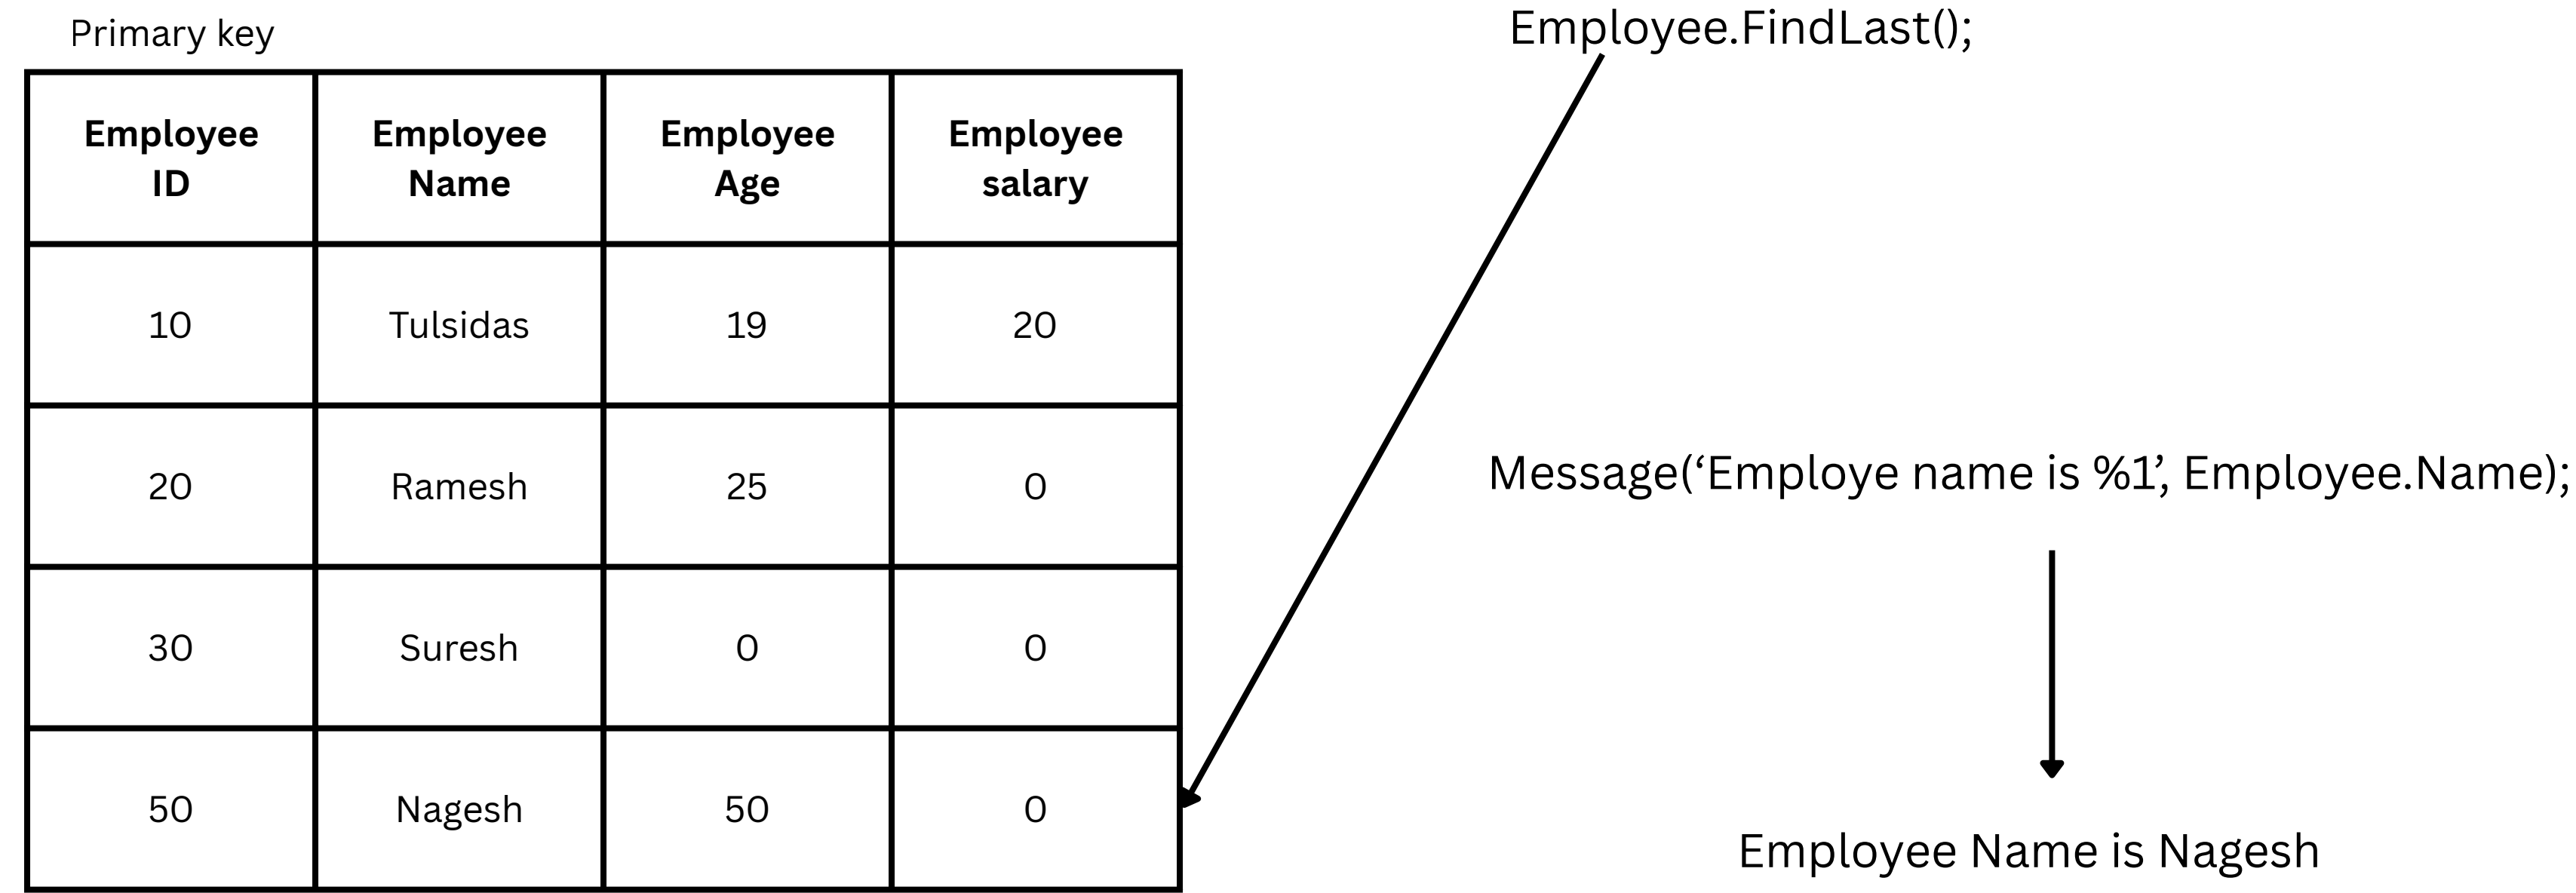 Primary key
Employee.FindLast();
Employee Employee Employee Employee
ID Name Age salary
10 Tulsidas 19 20
20 Ramesh 25 0
Message(‘Employe name is %1’, Employee.Name);
30 Suresh 0 0
50 Nagesh 50 0
Employee Name is Nagesh